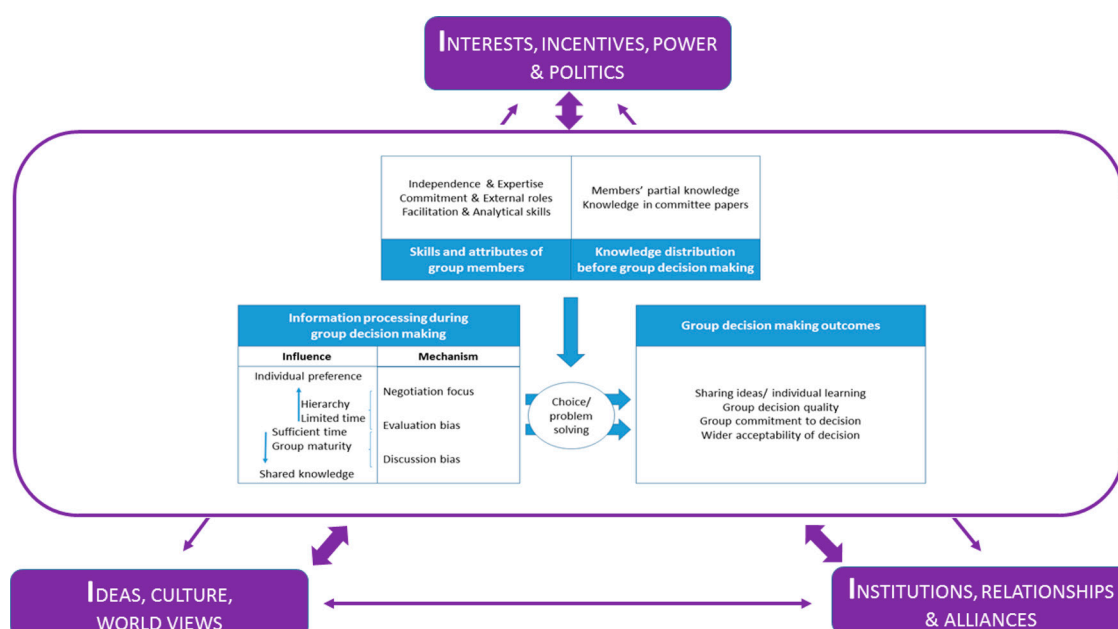 INTERESTS, INCENTIVES, POWER
& POLITICS
Independence & Expertise
Commitment & External roles
Facilitation & Analytical skills
Members' partial knowledge
Knowledge in committee papers
Skills and attributes of
group members
Knowledge distribution
before group decision making
Information processing during
group decision making
Influence
Mechanism
Individual preference
Hierarchy
Limited time
Sufficient time
Group maturity
Shared knowledge
Negotiation focus
Evaluation bias
Discussion bias
Choice/
problem
solving
Group decision making outcomes
Sharing ideas/ individual learning
Group decision quality
Group commitment to decision
Wider acceptability of decision
IDEAS, CULTURE,
WORLD VIEWS
INSTITUTIONS, RELATIONSHIPS
& ALLIANCES